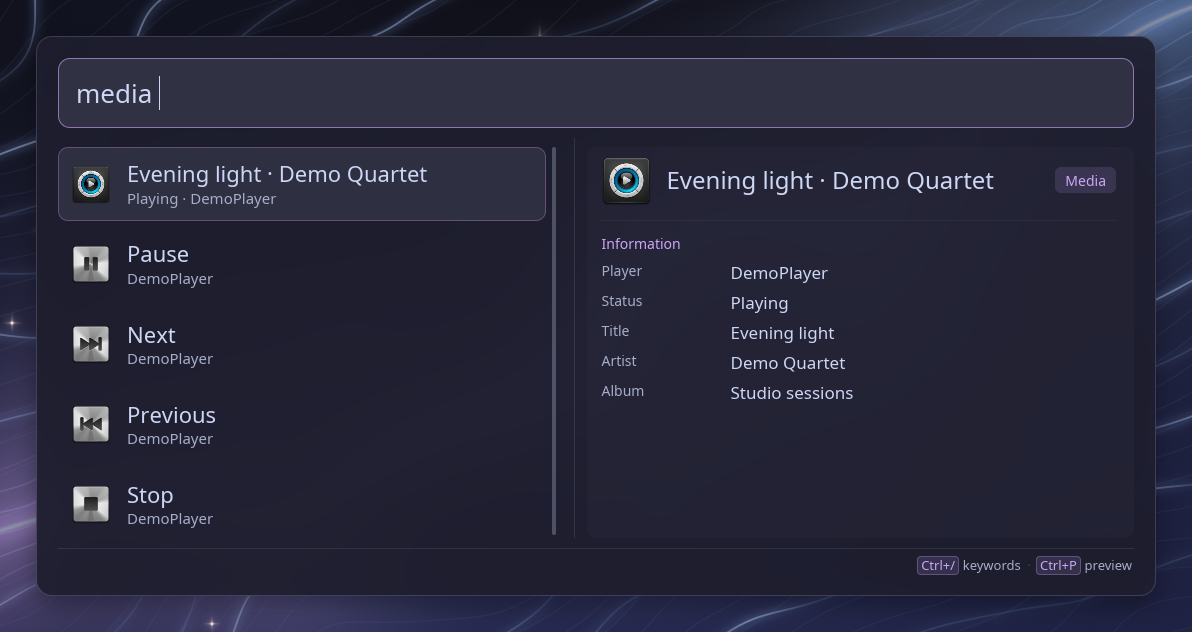 media
Evening light · Demo Quartet
Playing · DemoPlayer
Pause
DemoPlayer
Next
DemoPlayer
Previous
DemoPlayer
Stop
DemoPlayer
Evening light · Demo Quartet
Media
Information
Player DemoPlayer
Status Playing
Title Evening light
Artist Demo Quartet
Album Studio sessions
Ctrl+/ keywords · Ctrl+P preview